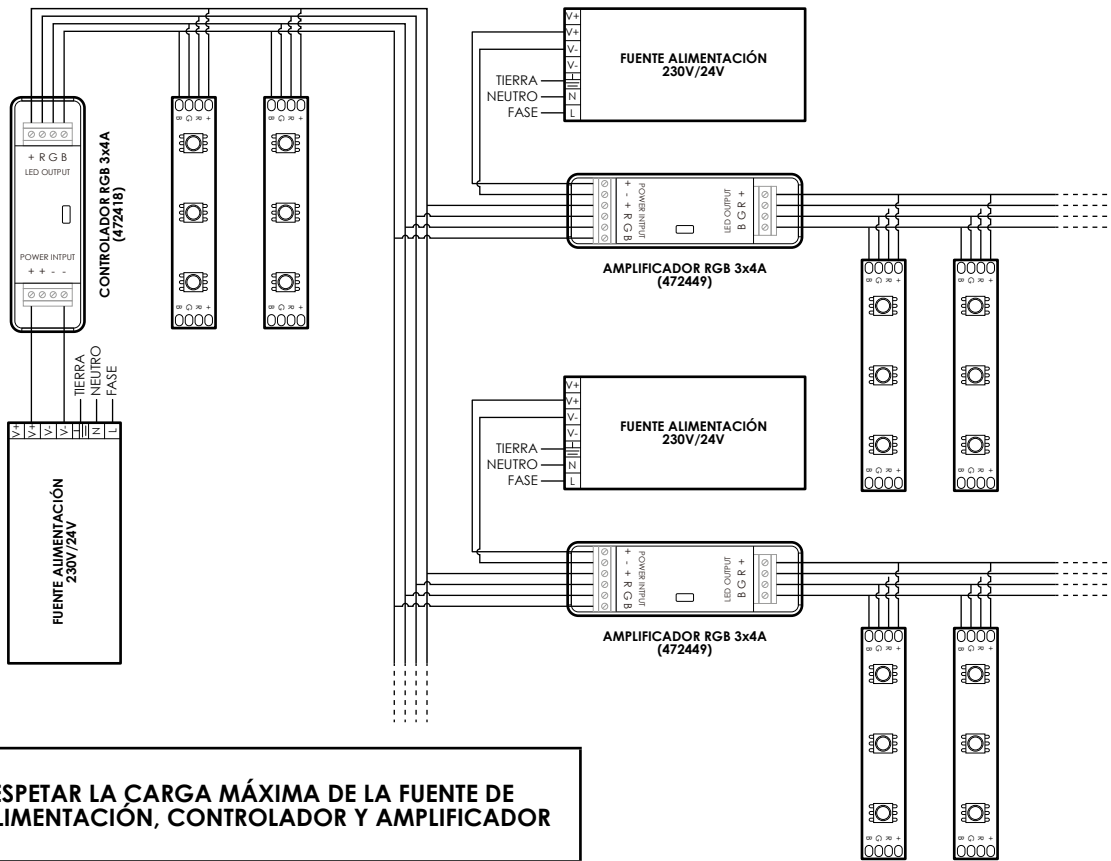 + R G B
LED OUTPUT
POWER INTPUT
+ + - -
CONTROLADOR RGB 3x4A
(472418)
B G R +
B G R +
B G R +
B G R +
TIERRA
NEUTRO
FASE
V+ V+ V- V- N L
FUENTE ALIMENTACIÓN
230V/24V
V+
V+
V-
V-
N
L
TIERRA
NEUTRO
FASE
FUENTE ALIMENTACIÓN
230V/24V
+ - + R G B
POWER INTPUT
LED OUTPUT
B G R +
AMPLIFICADOR RGB 3x4A
(472449)
B G R +
B G R +
B G R +
B G R +
V+
V+
V-
V-
N
L
TIERRA
NEUTRO
FASE
FUENTE ALIMENTACIÓN
230V/24V
+ - + R G B
POWER INTPUT
LED OUTPUT
B G R +
AMPLIFICADOR RGB 3x4A
(472449)
B G R +
B G R +
B G R +
B G R +
ESPETAR LA CARGA MÁXIMA DE LA FUENTE DE
LIMENTACIÓN, CONTROLADOR Y AMPLIFICADOR